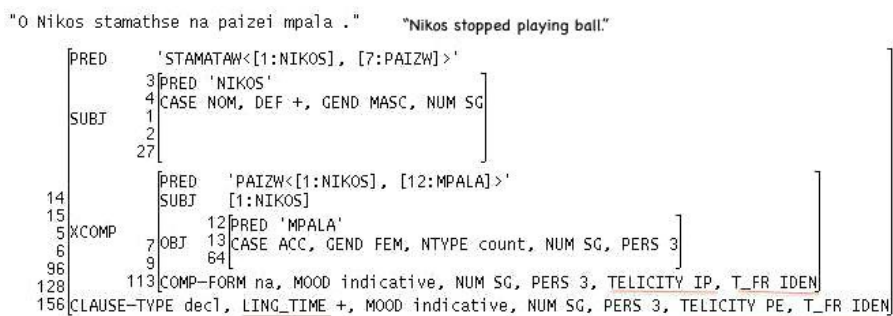 "O Nikos stamathse na paizei mpala ." "Nikos stopped playing ball."
PRED 'STAMATAW<[1:NIKOS], [7:PAIZW]>'
3 PRED 'NIKOS'
4 CASE NOM, DEF +, GEND MASC, NUM SG
SUBJ 1
2
27
PRED 'PAIZW<[1:NIKOS], [12:MPALA]>'
14 SUBJ [1:NIKOS]
15 12 PRED 'MPALA'
5 XCOMP 7 OBJ 13 CASE ACC, GEND FEM, NTYPE count, NUM SG, PERS 3
6 9 64
96
128 113 COMP-FORM na, MOOD indicative, NUM SG, PERS 3, TELICITY IP, T_FR IDEN
156 CLAUSE-TYPE decl, LING_TIME +, MOOD indicative, NUM SG, PERS 3, TELICITY PE, T_FR IDEN